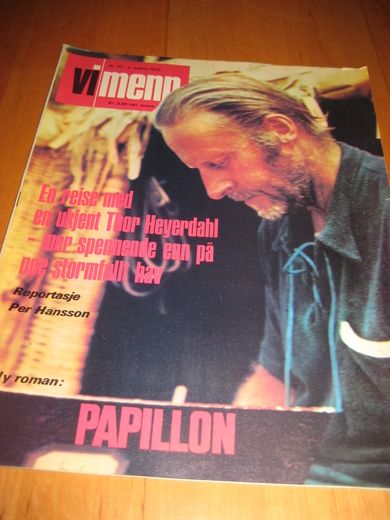 vi menn
En reise med
en ukjent Thor Heyerdahl
- mer spennende enn på
noe stormfullt hav
Reportasje
Per Hansson
Ny roman:
PAPILLON